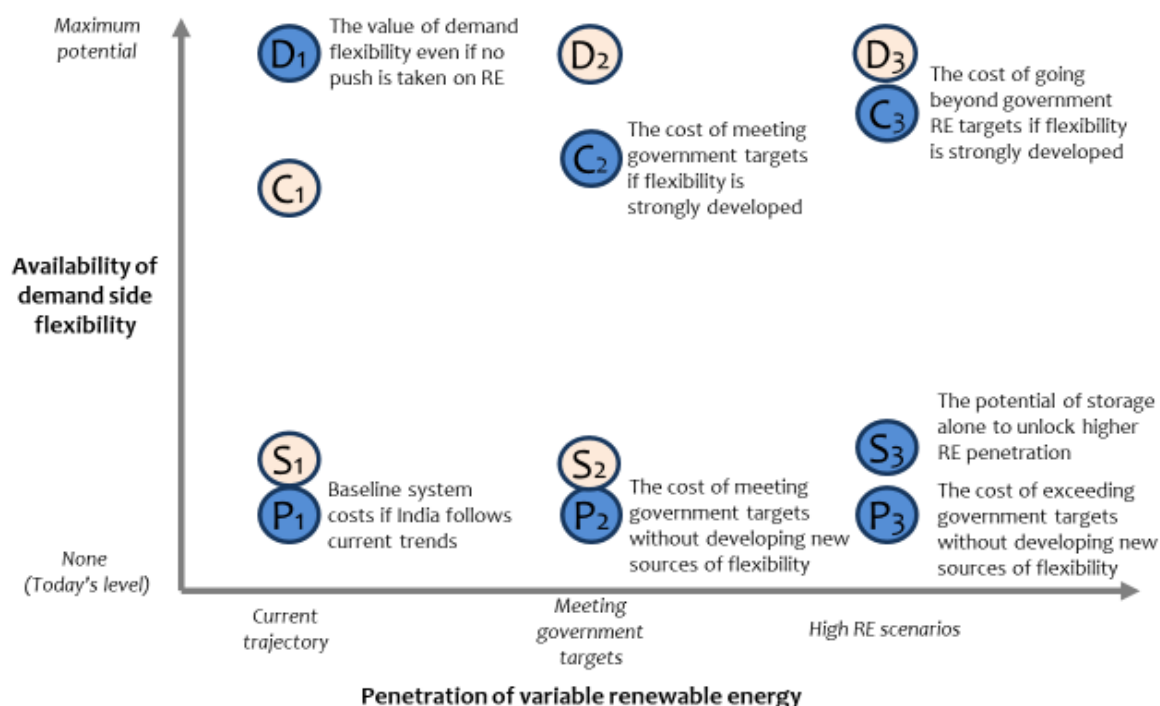 Maximum
potential
D1
The value of demand
flexibility even if no
push is taken on RE
D2
D3
The cost of going
beyond government
RE targets if flexibility
is strongly developed
C3
The cost of meeting
government targets
if flexibility is
strongly developed
C2
C1
Availability of
demand side
flexibility
S1
P1
Baseline system
costs if India follows
current trends
S2
P2
The cost of meeting
government targets
without developing new
sources of flexibility
S3
The potential of storage
alone to unlock higher
RE penetration
P3
The cost of exceeding
government targets
without developing new
sources of flexibility
None
(Today's level)
Current
trajectory
Meeting
government
targets
High RE scenarios
Penetration of variable renewable energy